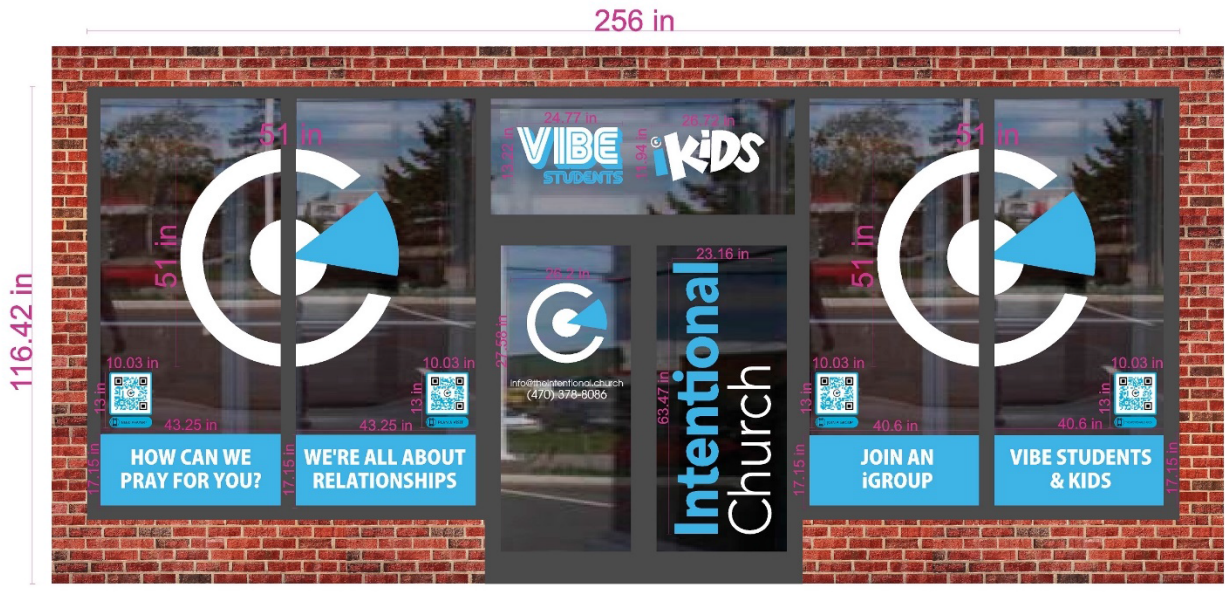 256 in
116.42 in
51 in
51 in
10.03 in
13 in
43.25 in
17.15 in
HOW CAN WE
PRAY FOR YOU?
10.03 in
13 in
43.25 in
17.15 in
WE'RE ALL ABOUT
RELATIONSHIPS
24.77 in
VIBE
STUDENTS
26.72 in
iKiDS
info@theintentional.church
(470) 378-8086
23.16 in
63.47 in
Intentional
Church
51 in
51 in
10.03 in
13 in
40.6 in
17.15 in
JOIN AN
iGROUP
10.03 in
13 in
40.6 in
17.15 in
VIBE STUDENTS
& KIDS